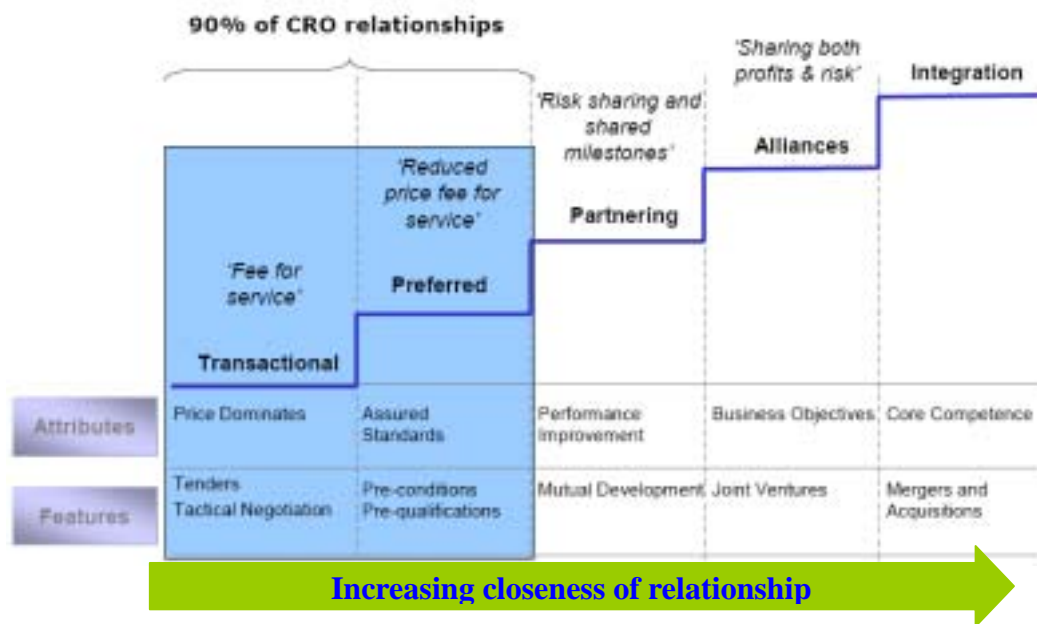 90% of CRO relationships
'Sharing both
profits & risk'
Integration
'Risk sharing and
shared
milestones'
Alliances
'Reduced
price fee for
service'
Partnering
'Fee for
service'
Preferred
Transactional
Attributes
Price Dominates
Assured
Standards
Performance
Improvement
Business Objectives
Core Competence
Features
Tenders
Tactical Negotiation
Pre-conditions
Pre-qualifications
Mutual Development
Joint Ventures
Mergers and
Acquisitions
Increasing closeness of relationship